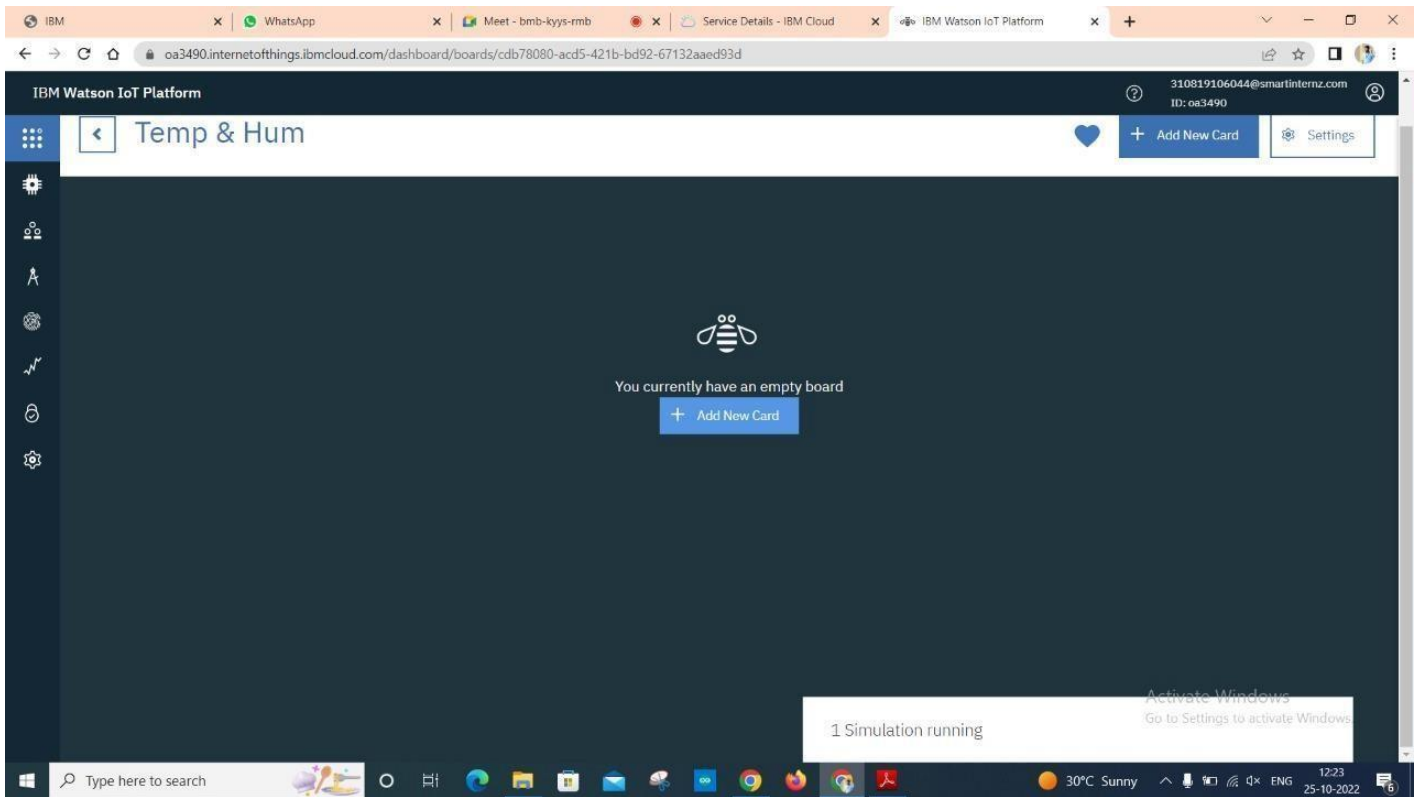 IBM
WhatsApp
Meet - bmb-kyys-rmb
Service Details - IBM Cloud
IBM Watson IoT Platform
oa3490.internetofthings.ibmcloud.com/dashboard/boards/cdb78080-acd5-421b-bd92-67132aaed93d
IBM Watson IoT Platform
310819106044@smartinternz.com
ID: oa3490
Temp & Hum
+ Add New Card
Settings
You currently have an empty board
+ Add New Card
Activate Windows
Go to Settings to activate Windows.
1 Simulation running
Type here to search
30°C Sunny
ENG
12:23
25-10-2022
6